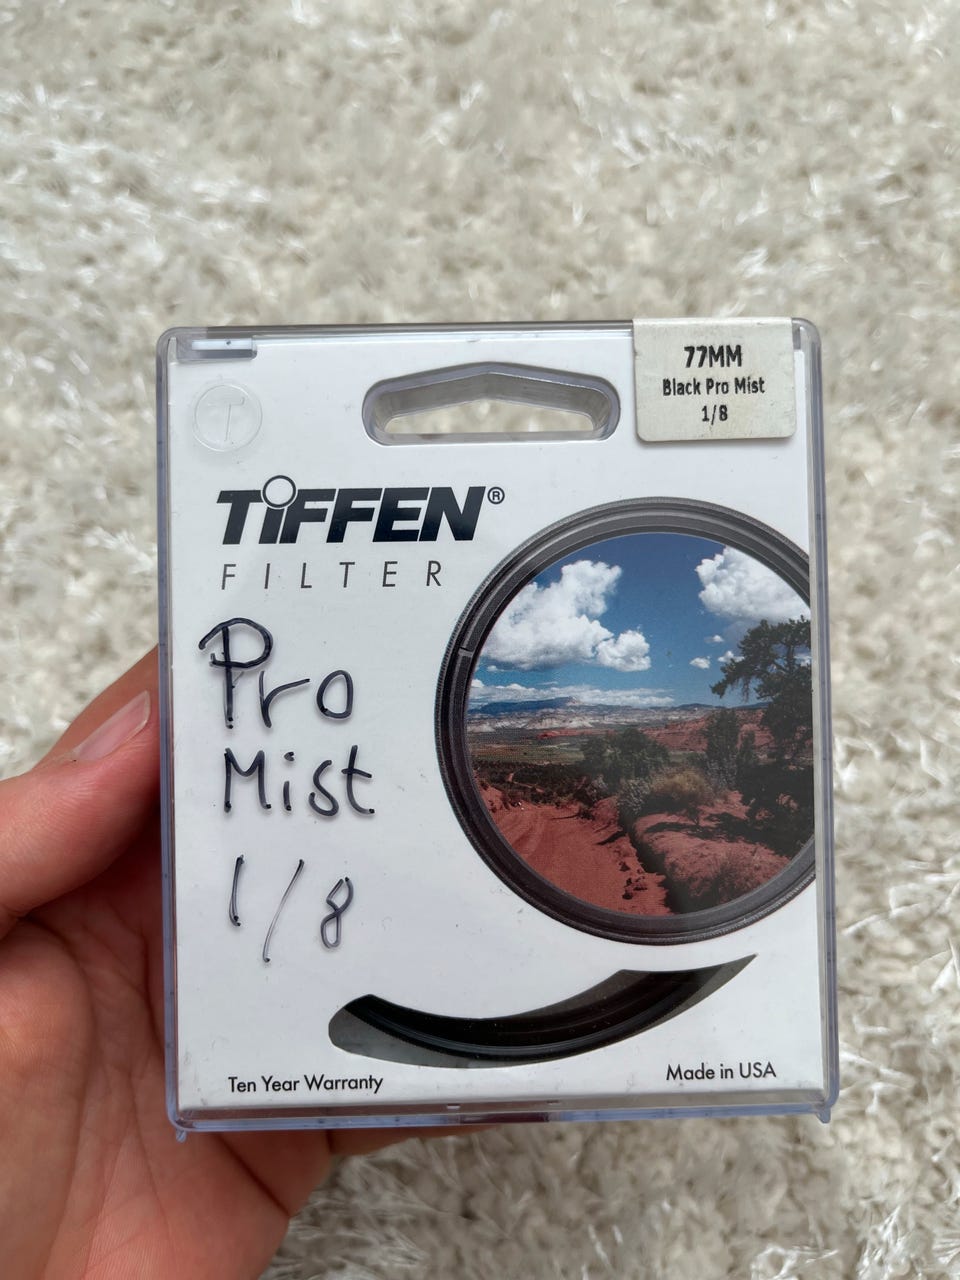 77MM
Black Pro Mist
1/8
T
TiFFEN®
FILTER
Pro
Mist
1/8
Ten Year Warranty
Made in USA